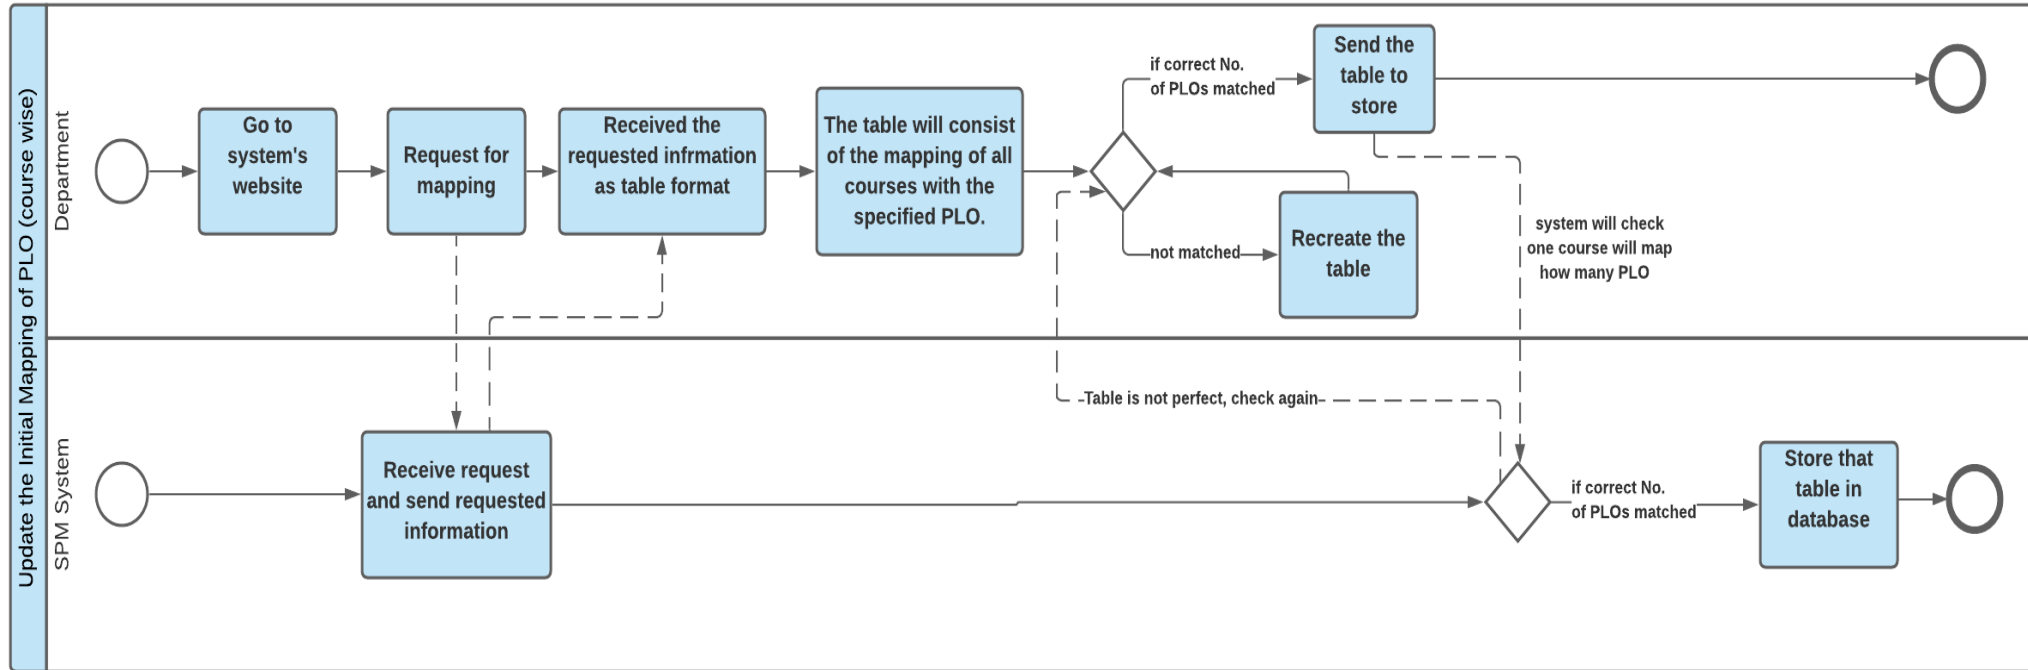 Update the Initial Mapping of PLO (course wise)
Department
Go to
system's
website
Request for
mapping
Received the
requested infrmation
as table format
The table will consist
of the mapping of all
courses with the
specified PLO.
if correct No.
of PLOs matched
Send the
table to
store
not matched
Recreate the
table
system will check
one course will map
how many PLO
SPM System
Receive request
and send requested
information
Table is not perfect, check again
if correct No.
of PLOs matched
Store that
table in
database